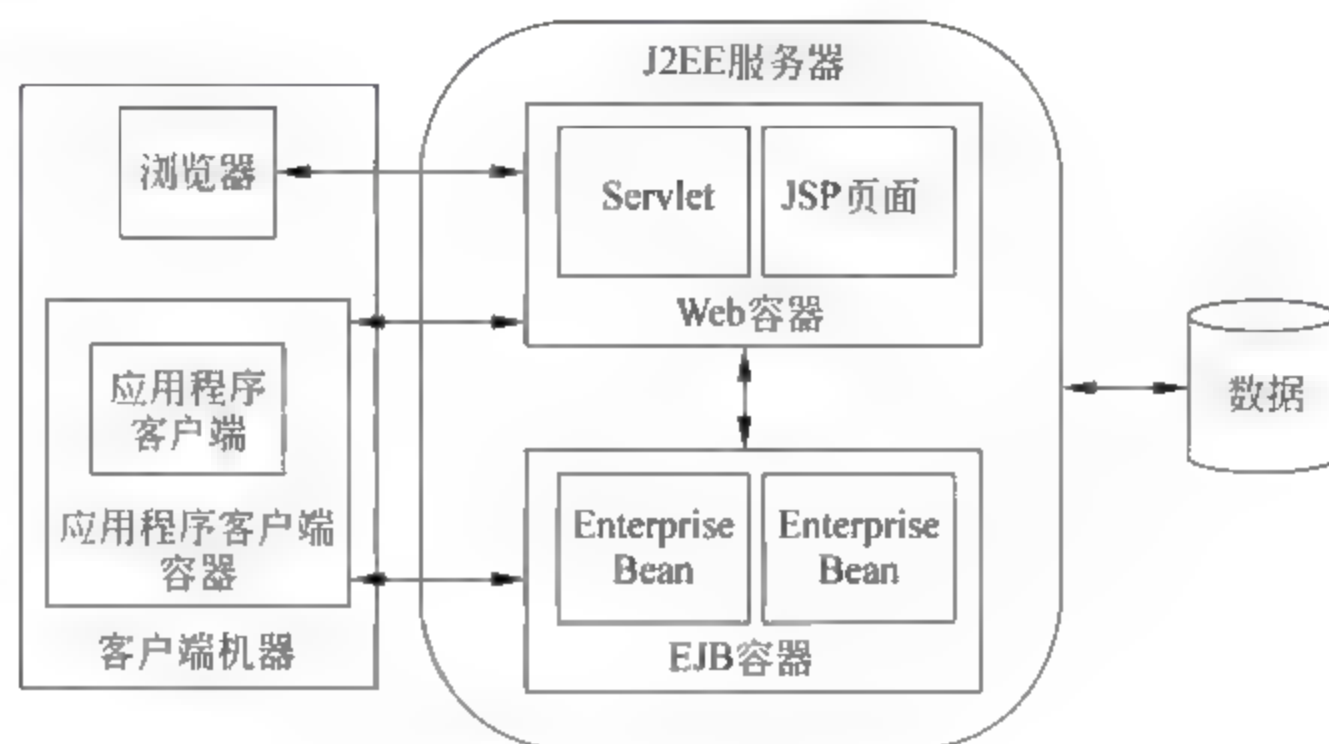 J2EE服务器
浏览器
Servlet
JSP页面
Web容器
应用程序
客户端
应用程序客户端
容器
客户端机器
Enterprise
Bean
Enterprise
Bean
EJB容器
数据